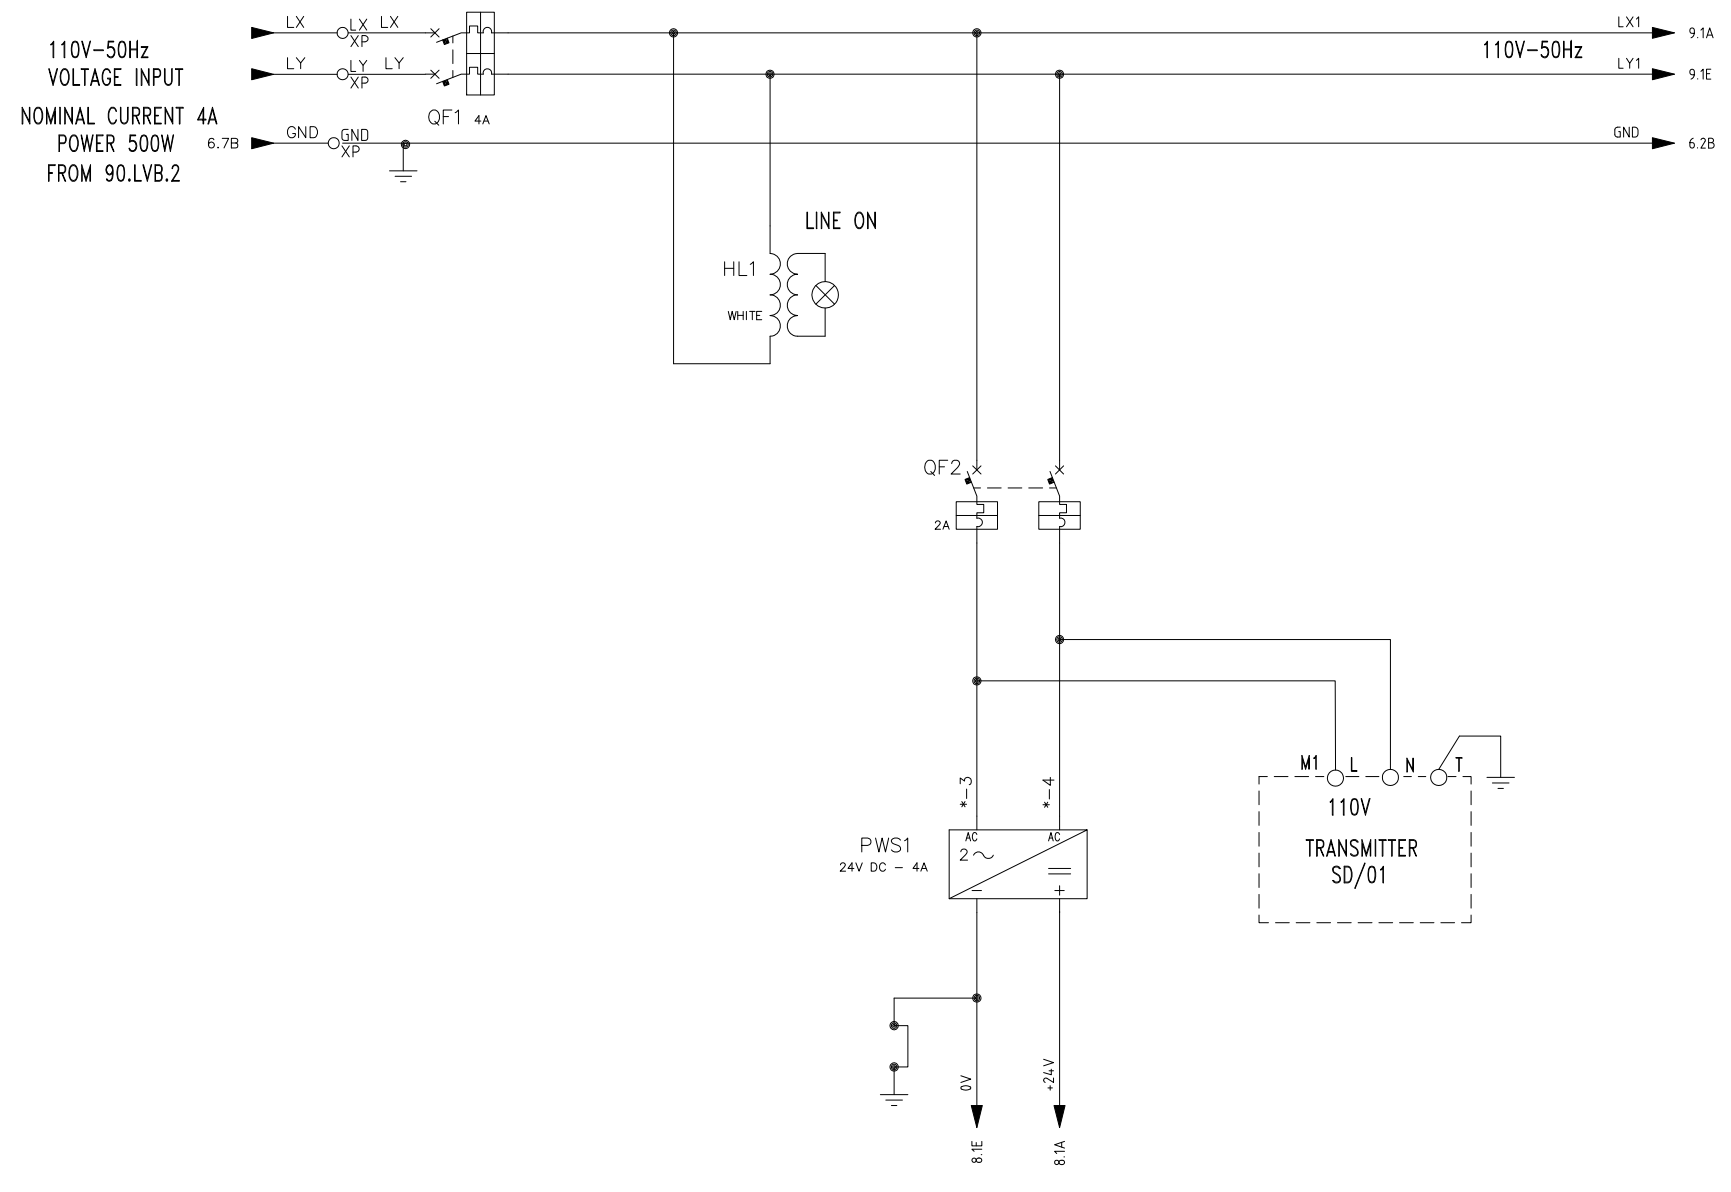 LX LX LX LX1 9.1A
XP
110V-50Hz 110V-50Hz
LY LY LY LY1 9.1E
VOLTAGE INPUT XP
NOMINAL CURRENT 4A QF1 4A
POWER 500W 6.7B GND GND GND 6.2B
XP
FROM 90.LVB.2
LINE ON
HL1
WHITE
QF2
2A
M1 L N T
*-3 *-4
110V
PWS1 AC AC
24V DC - 4A 2~
TRANSMITTER
SD/01
- +
0V +24V
8.1E 8.1A